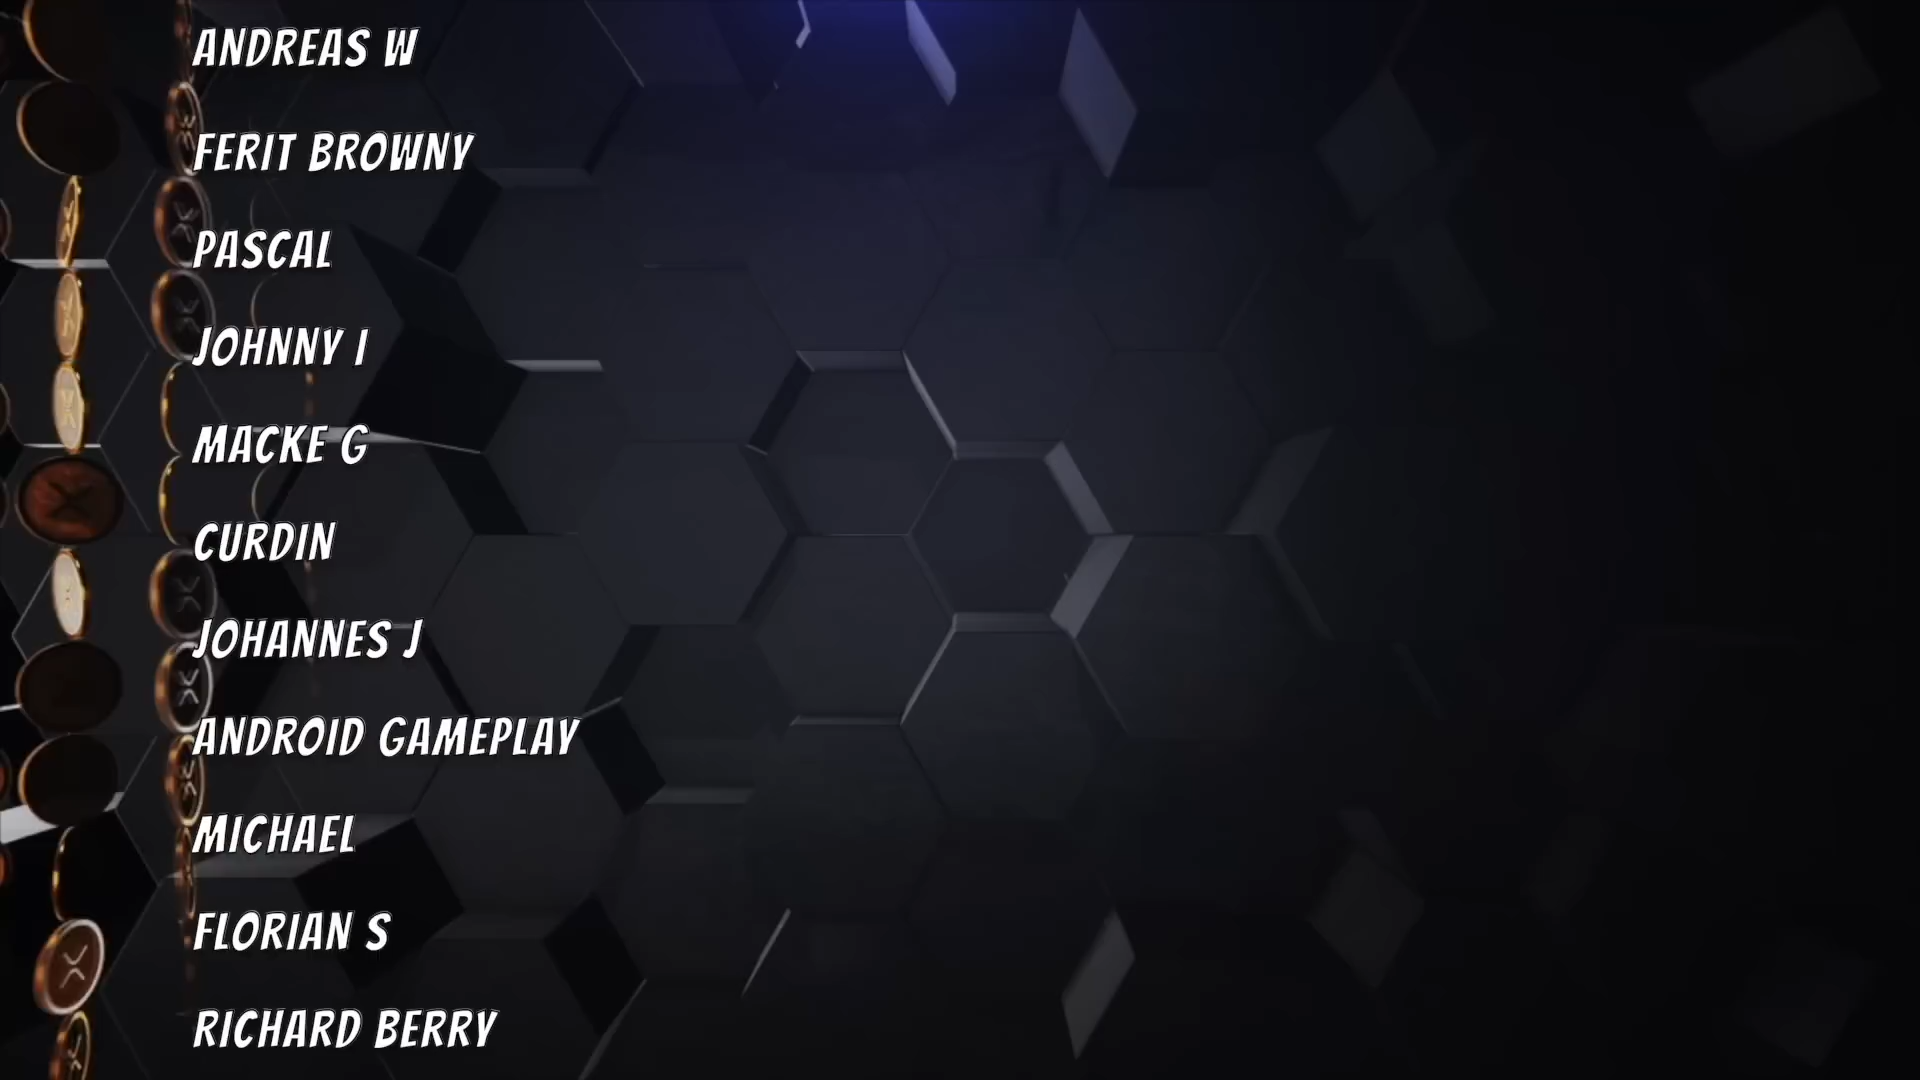 ANDREAS W
FERIT BROWNY
PASCAL
JOHNNY I
MACKE G
CURDIN
JOHANNES J
ANDROID GAMEPLAY
MICHAEL
FLORIAN S
RICHARD BERRY